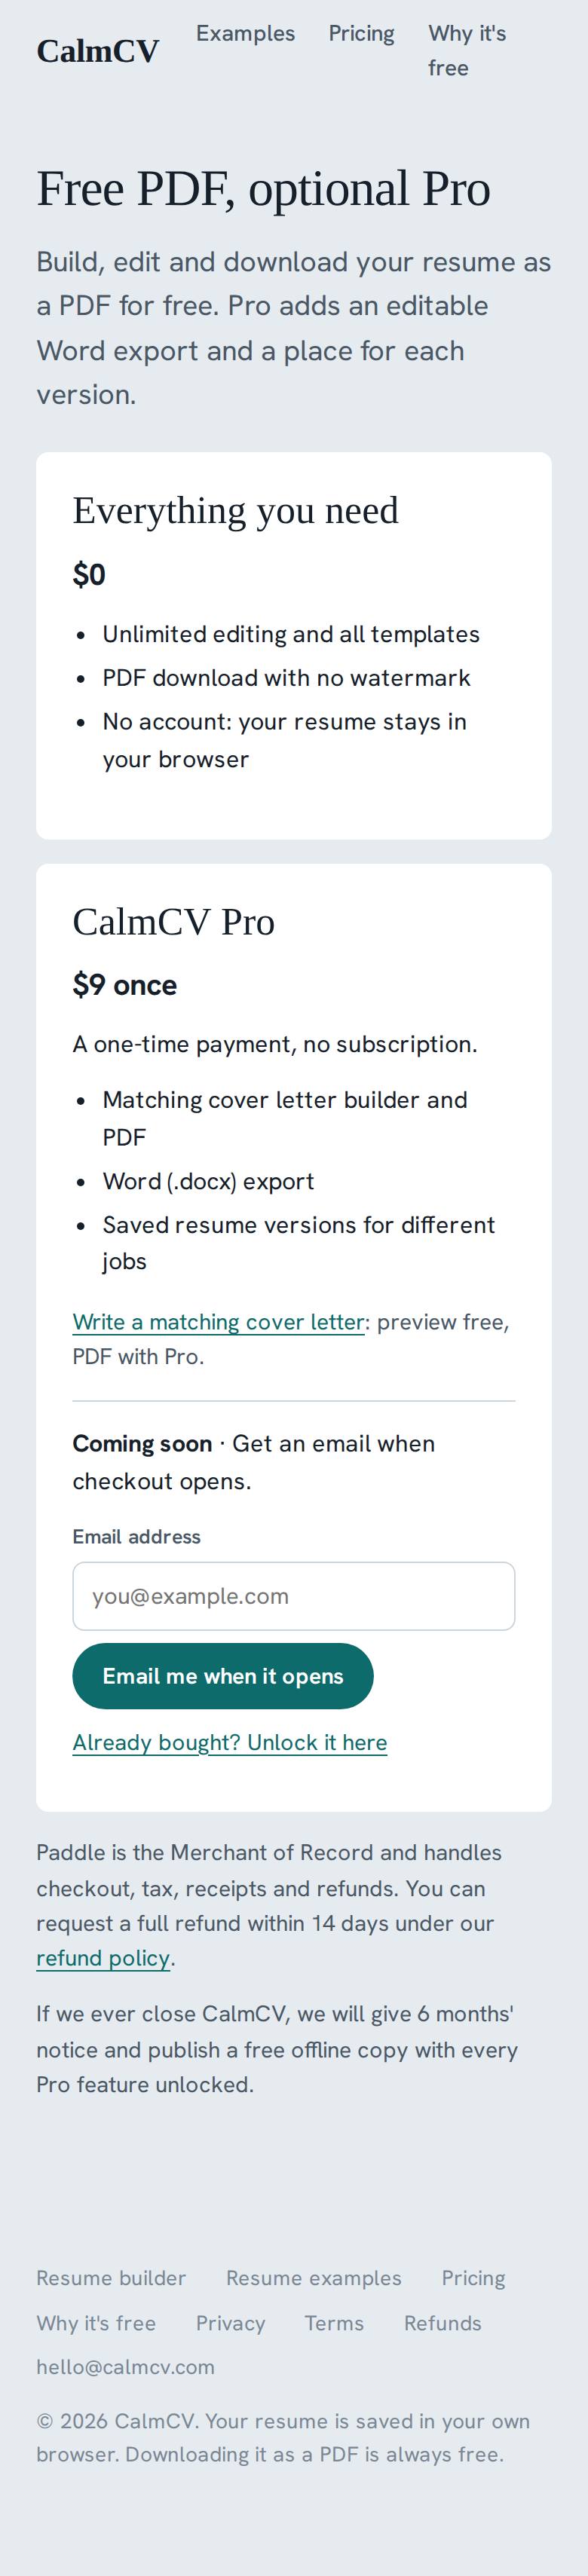 CalmCV
Examples
Pricing
Why it's
free
Free PDF, optional Pro
Build, edit and download your resume as
a PDF for free. Pro adds an editable
Word export and a place for each
version.
Everything you need
$0
• Unlimited editing and all templates
• PDF download with no watermark
• No account: your resume stays in
your browser
CalmCV Pro
$9 once
A one-time payment, no subscription.
• Matching cover letter builder and
PDF
• Word (.docx) export
• Saved resume versions for different
jobs
Write a matching cover letter: preview free,
PDF with Pro.
Coming soon · Get an email when
checkout opens.
Email address
you@example.com
Email me when it opens
Already bought? Unlock it here
Paddle is the Merchant of Record and handles
checkout, tax, receipts and refunds. You can
request a full refund within 14 days under our
refund policy.
If we ever close CalmCV, we will give 6 months'
notice and publish a free offline copy with every
Pro feature unlocked.
Resume builder Resume examples Pricing
Why it's free Privacy Terms Refunds
hello@calmcv.com
© 2026 CalmCV. Your resume is saved in your own
browser. Downloading it as a PDF is always free.